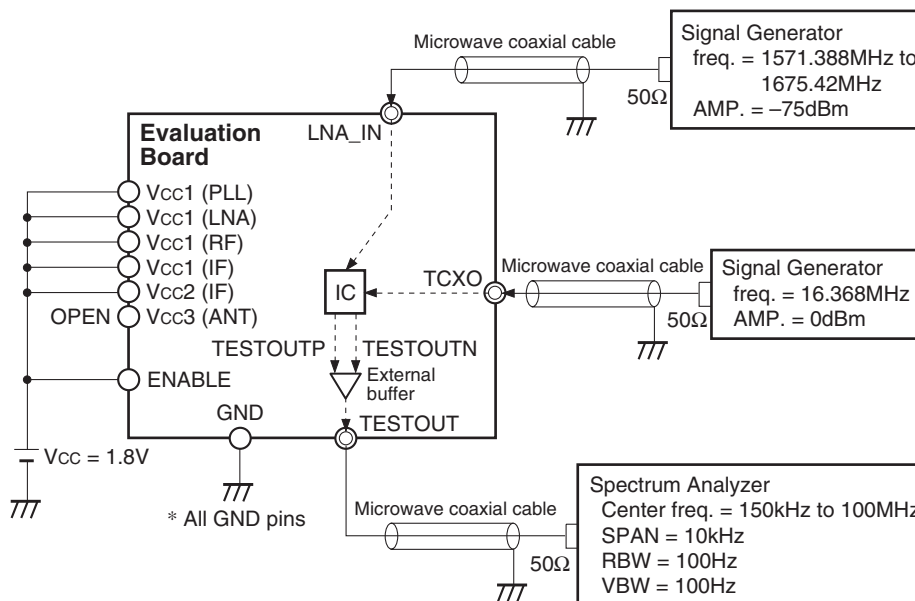 Signal Generator
freq. = 1571.388MHz to
1675.42MHz
AMP. = –75dBm
Microwave coaxial cable
50Ω
LNA_IN
Evaluation
Board
VCC1 (PLL)
VCC1 (LNA)
VCC1 (RF)
VCC1 (IF)
VCC2 (IF)
OPEN
VCC3 (ANT)
ENABLE
IC
TCXO
Microwave coaxial cable
50Ω
Signal Generator
freq. = 16.368MHz
AMP. = 0dBm
TESTOUTP
TESTOUTN
External
buffer
GND
TESTOUT
VCC = 1.8V
* All GND pins
Microwave coaxial cable
50Ω
Spectrum Analyzer
Center freq. = 150kHz to 100MHz
SPAN = 10kHz
RBW = 100Hz
VBW = 100Hz